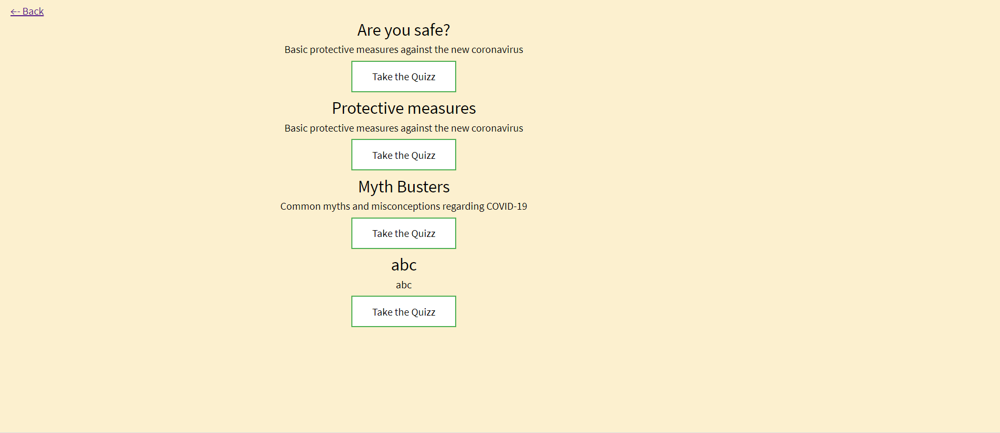 <- Back
Are you safe?
Basic protective measures against the new coronavirus
Take the Quizz
Protective measures
Basic protective measures against the new coronavirus
Take the Quizz
Myth Busters
Common myths and misconceptions regarding COVID-19
Take the Quizz
abc
abc
Take the Quizz